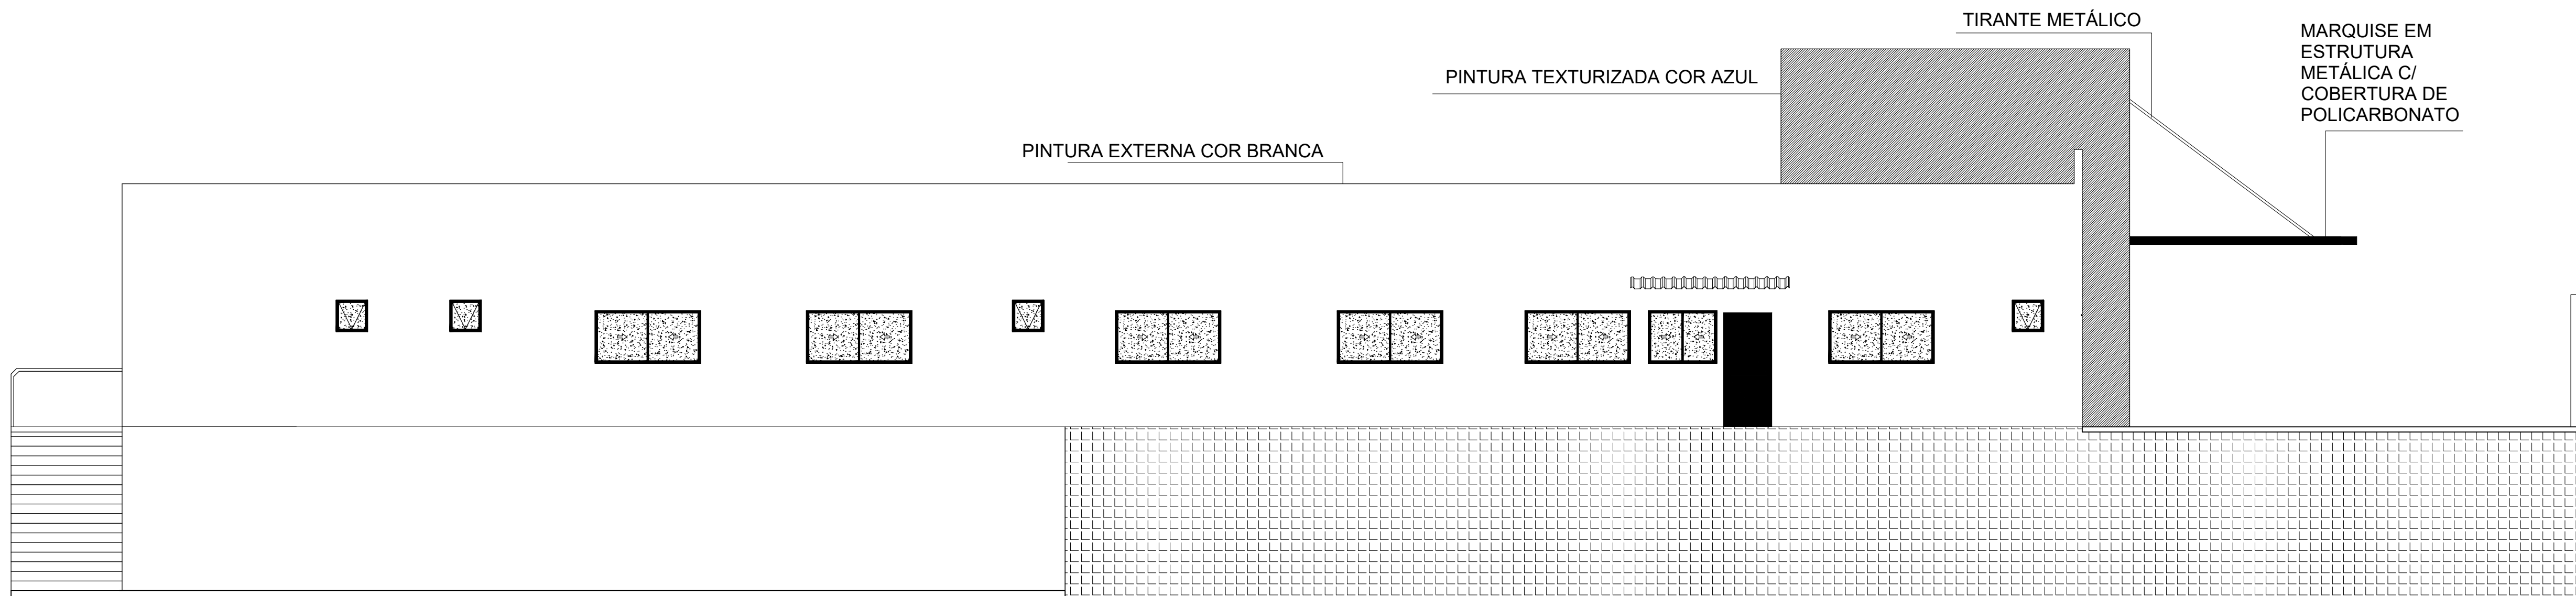 TIRANTE METÁLICO
MARQUISE EM
ESTRUTURA
METÁLICA C/
COBERTURA DE
POLICARBONATO
PINTURA TEXTURIZADA COR AZUL
PINTURA EXTERNA COR BRANCA